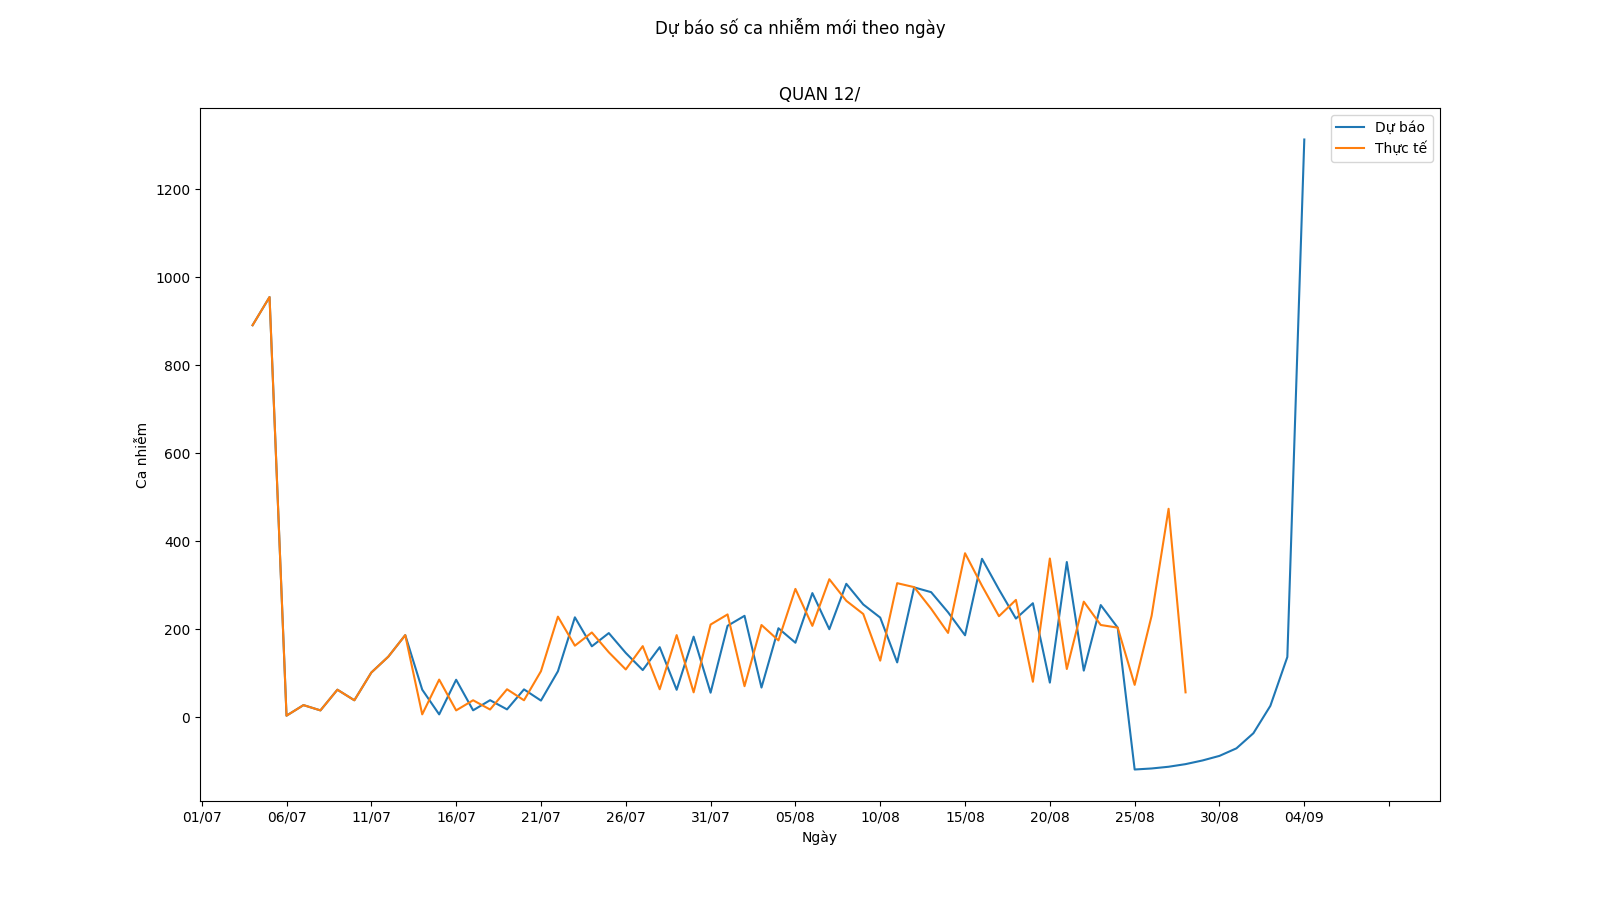 Dự báo số ca nhiễm mới theo ngày
QUAN 12/
Dự báo
Thực tế
1200
1000
800
600
400
200
0
Ca nhiễm
01/07 06/07 11/07 16/07 21/07 26/07 31/07 05/08 10/08 15/08 20/08 25/08 30/08 04/09
Ngày